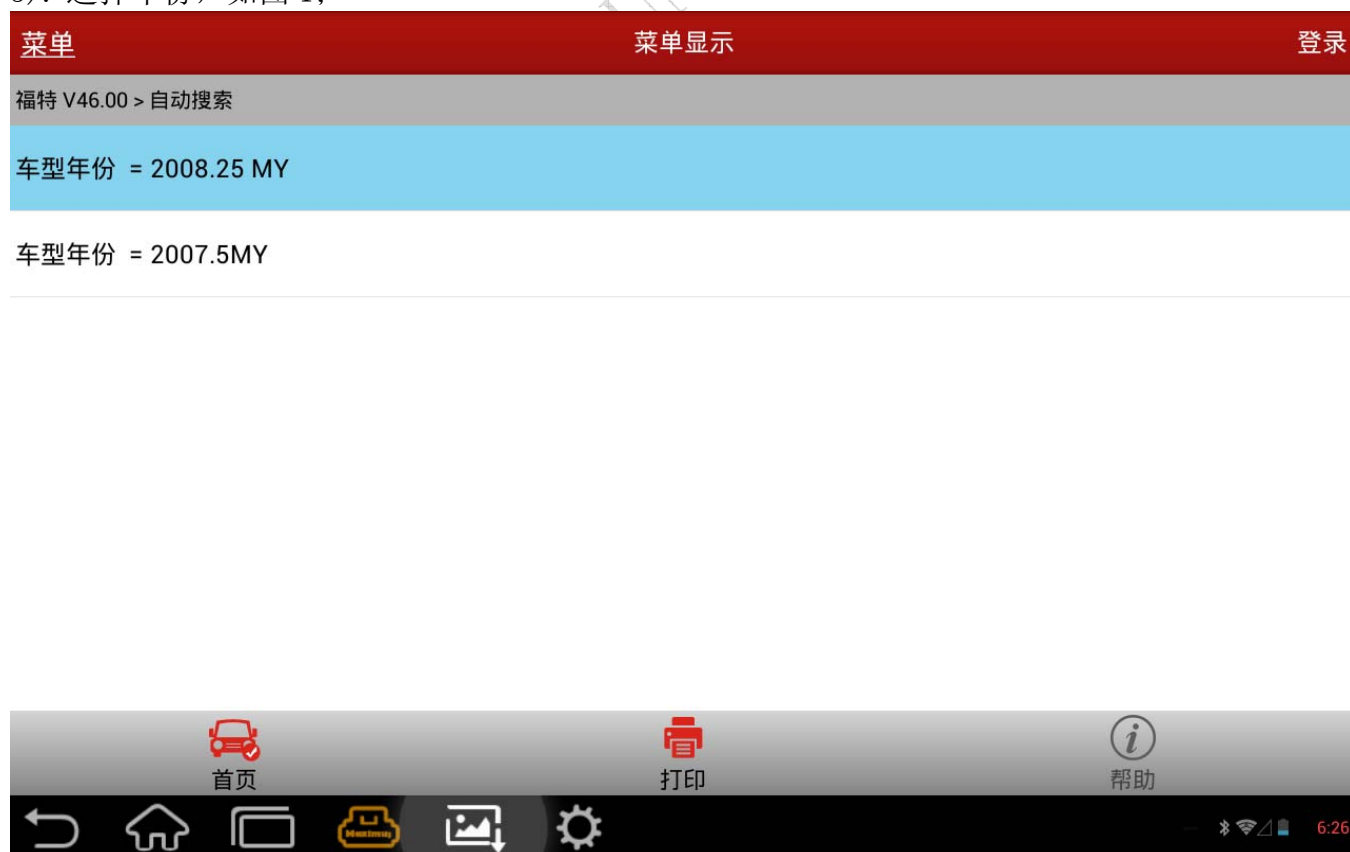 菜单 菜单显示 登录
福特 V46.00 > 自动搜索
车型年份 = 2008.25 MY
车型年份 = 2007.5MY
首页 打印 帮助
Maximus 6:26